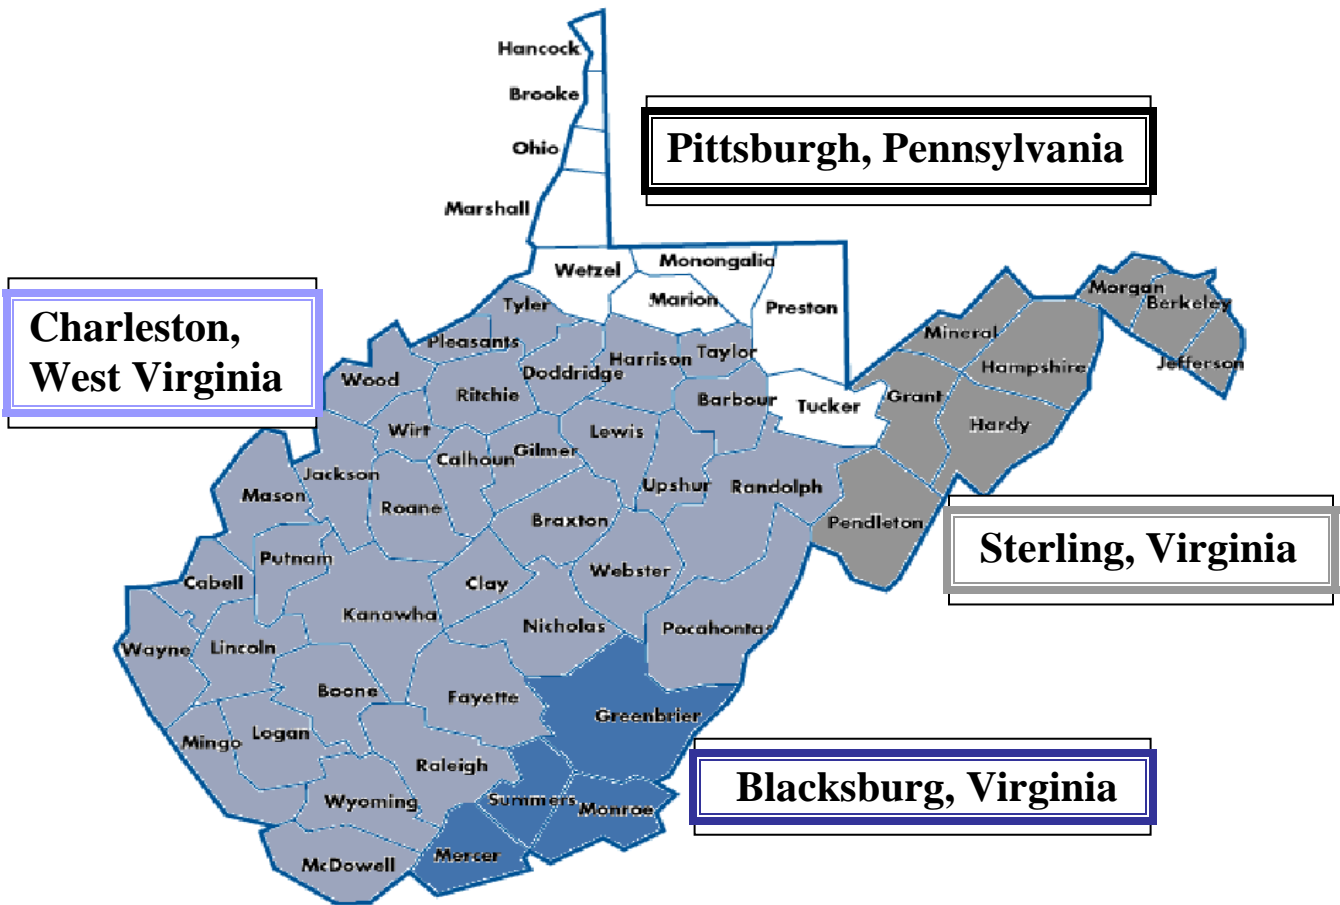 Hancock
Brooke
Pittsburgh, Pennsylvania
Ohio
Marshall
Wetzel
Monongalia
Marion
Preston
Morgan
Berkeley
Tyler
Mineral
Jefferson
Charleston,
West Virginia
Pleasants
Doddridge
Harrison
Taylor
Hampshire
Wood
Ritchie
Barbour
Tucker
Grant
Hardy
Wirt
Lewis
Calhoun
Gilmer
Jackson
Mason
Roane
Upshur
Randolph
Braxton
Pendleton
Sterling, Virginia
Putnam
Cabell
Clay
Webster
Kanawha
Nicholas
Pocahontas
Wayne
Lincoln
Boone
Fayette
Greenbrier
Mingo
Logan
Raleigh
Wyoming
Summers
Monroe
Blacksburg, Virginia
McDowell
Mercer